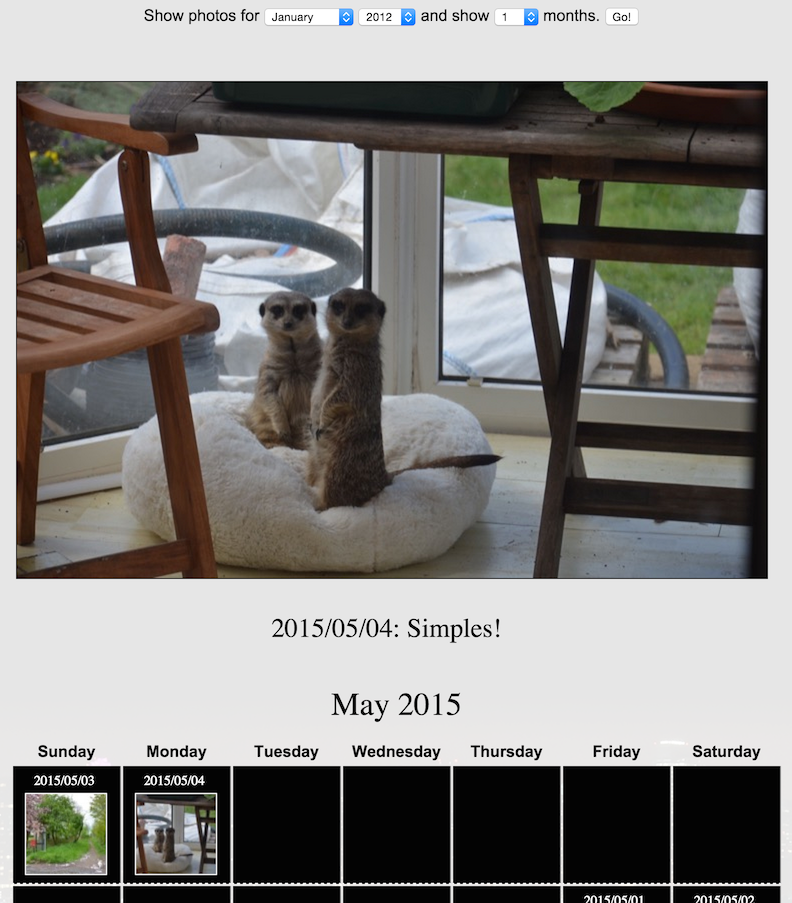 Show photos for January 2012 and show 1 months. Go!
2015/05/04: Simples!
May 2015
Sunday Monday Tuesday Wednesday Thursday Friday Saturday
2015/05/03 2015/05/04
2015/05/01 2015/05/02